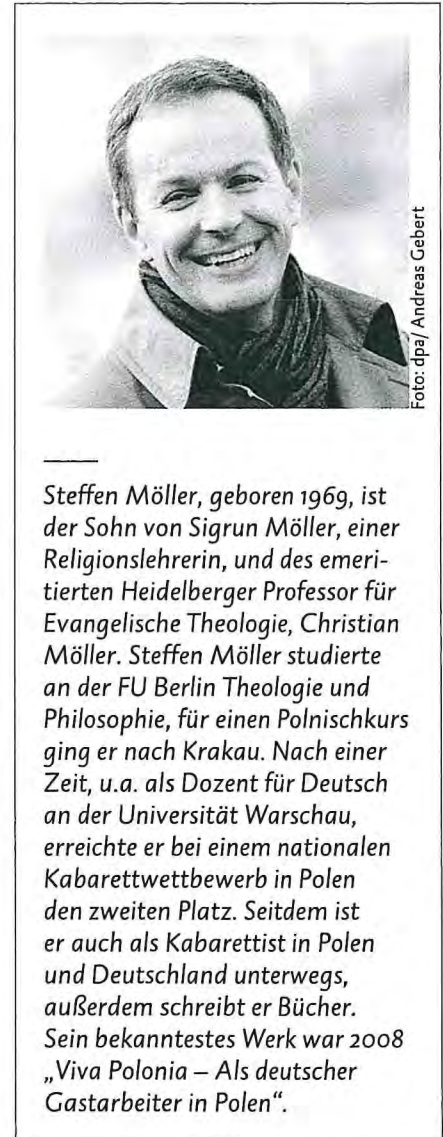 Foto: dpa/ Andreas Gebert
Steffen Möller, geboren 1969, ist
der Sohn von Sigrun Möller, einer
Religionslehrerin, und des emeri-
tierten Heidelberger Professor für
Evangelische Theologie, Christian
Möller. Steffen Möller studierte
an der FU Berlin Theologie und
Philosophie, für einen Polnischkurs
ging er nach Krakau. Nach einer
Zeit, u.a. als Dozent für Deutsch
an der Universität Warschau,
erreichte er bei einem nationalen
Kabarettwettbewerb in Polen
den zweiten Platz. Seitdem ist
er auch als Kabarettist in Polen
und Deutschland unterwegs,
außerdem schreibt er Bücher.
Sein bekanntestes Werk war 2008
„Viva Polonia – Als deutscher
Gastarbeiter in Polen“.